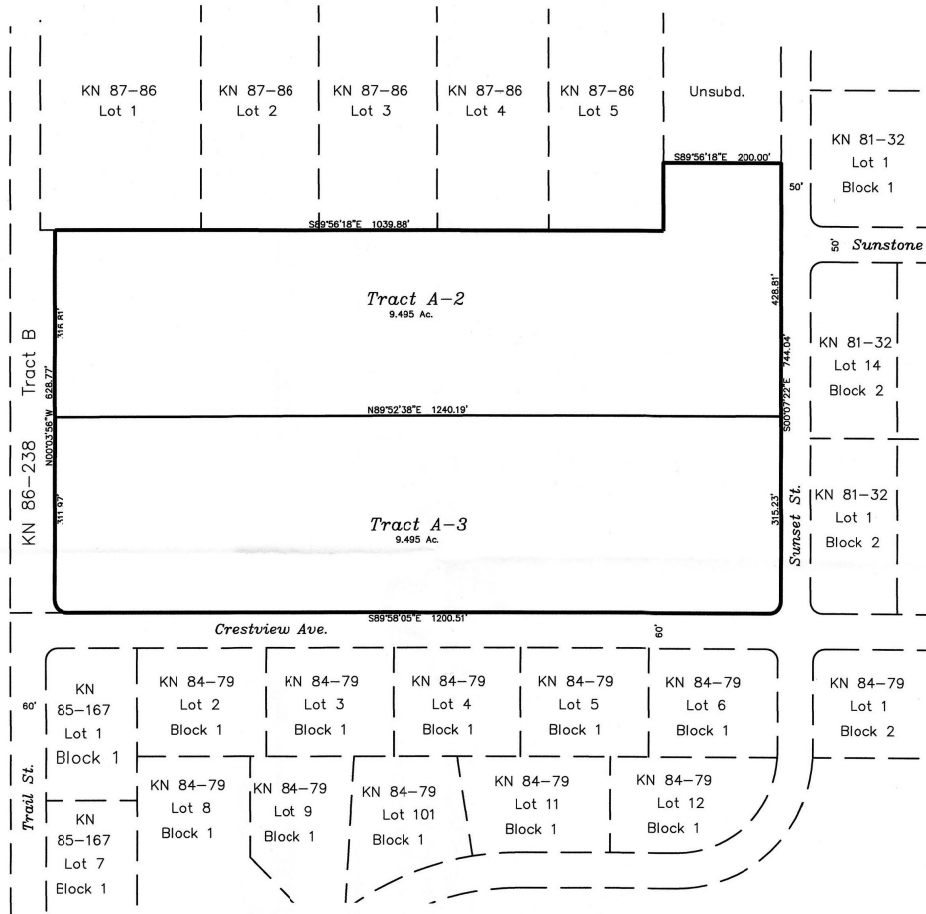 KN 87-86
Lot 1
KN 87-86
Lot 2
KN 87-86
Lot 3
KN 87-86
Lot 4
KN 87-86
Lot 5
Unsubd.
S89°56'18"E 200.00'
KN 81-32
Lot 1
Block 1
50'
S89°56'18"E 1039.88'
50'
Sunstone
Tract A-2
9.495 Ac.
316.81'
428.81'
KN 86-238 Tract B
N00°03'56"W 628.77'
S00°07'22"E 744.04'
KN 81-32
Lot 14
Block 2
N89°52'38"E 1240.19'
Tract A-3
9.495 Ac.
311.97'
315.23'
Sunset St.
KN 81-32
Lot 1
Block 2
S89°58'05"E 1200.51'
Crestview Ave.
60'
60'
Trail St.
KN
85-167
Lot 1
Block 1
KN 84-79
Lot 2
Block 1
KN 84-79
Lot 3
Block 1
KN 84-79
Lot 4
Block 1
KN 84-79
Lot 5
Block 1
KN 84-79
Lot 6
Block 1
KN 84-79
Lot 1
Block 2
KN
85-167
Lot 7
Elock 1
KN 84-79
Lot 8
Block 1
KN 84-79
Lot 9
Block 1
KN 84-79
Lot 101
Block 1
KN 84-79
Lot 11
Block 1
KN 84-79
Lot 12
Block 1